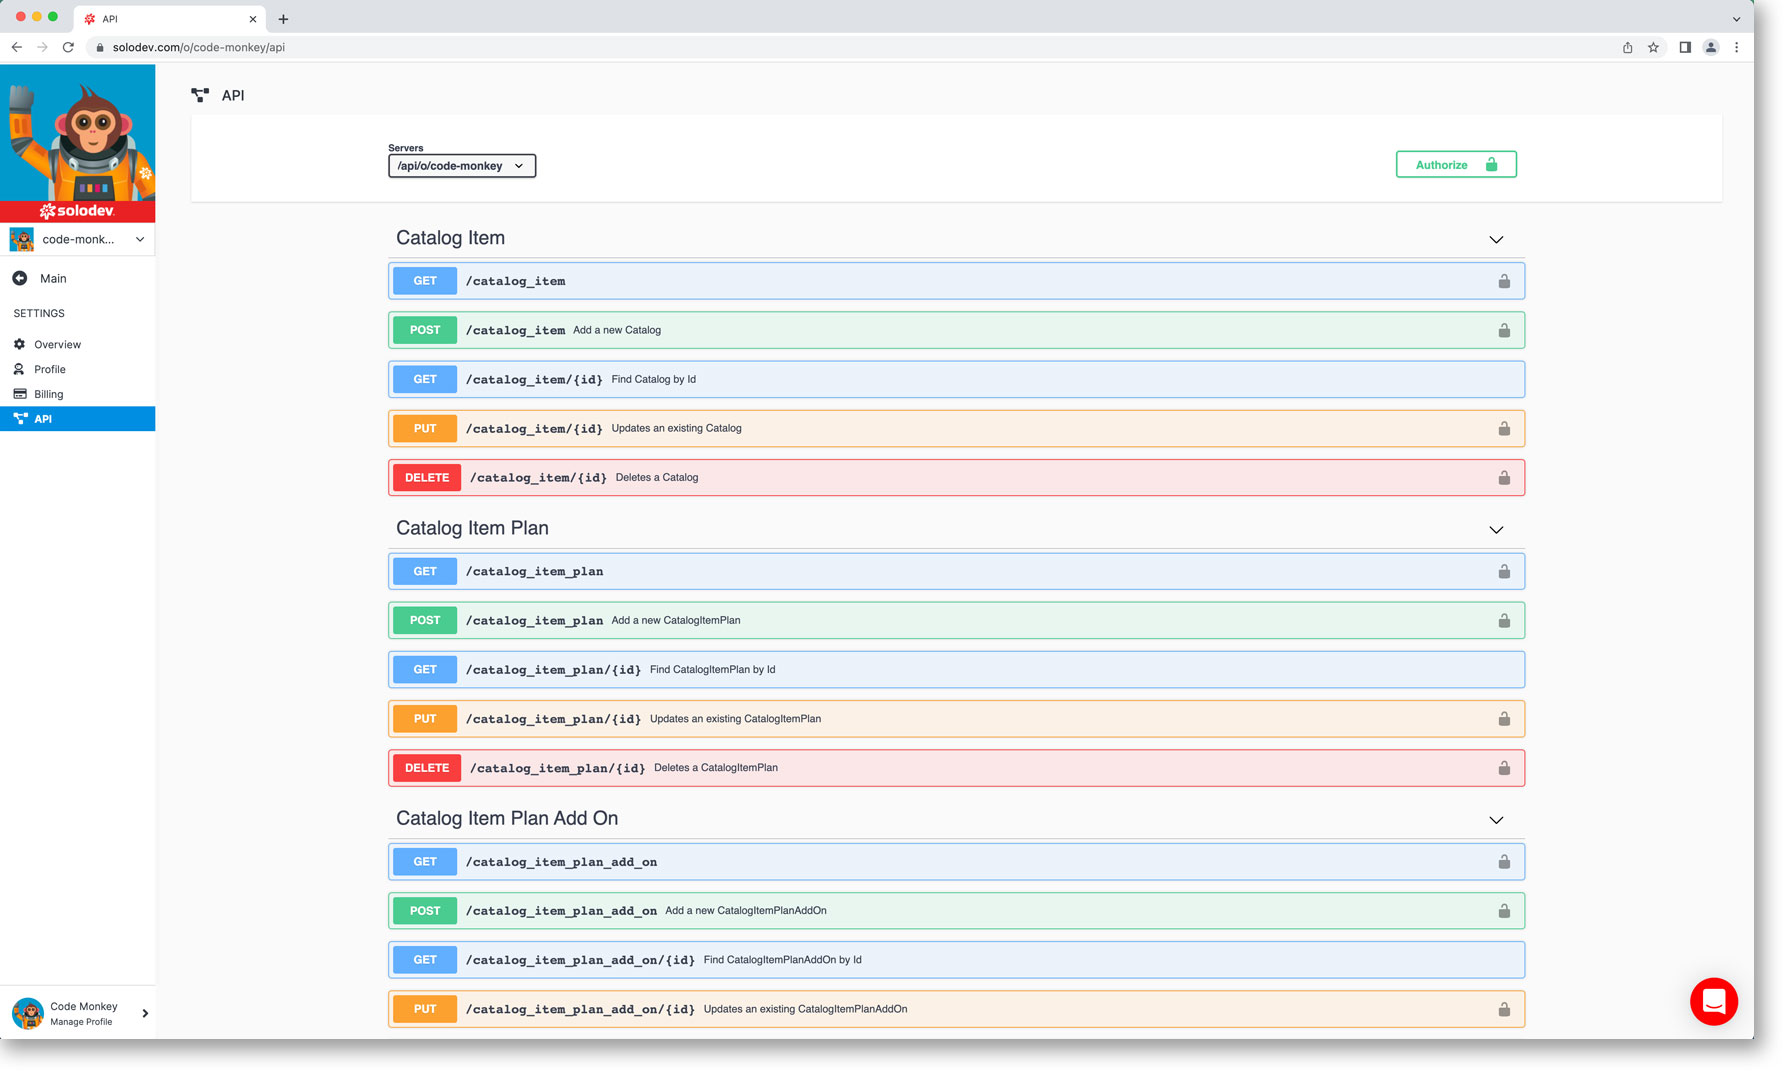 API
solodev.com/o/code-monkey/api
solodev
code-monk...
Main
SETTINGS
Overview
Profile
Billing
API
Code Monkey
Manage Profile
API
Servers
/api/o/code-monkey
Authorize
Catalog Item
GET /catalog_item
POST /catalog_item Add a new Catalog
GET /catalog_item/{id} Find Catalog by Id
PUT /catalog_item/{id} Updates an existing Catalog
DELETE /catalog_item/{id} Deletes a Catalog
Catalog Item Plan
GET /catalog_item_plan
POST /catalog_item_plan Add a new CatalogItemPlan
GET /catalog_item_plan/{id} Find CatalogItemPlan by Id
PUT /catalog_item_plan/{id} Updates an existing CatalogItemPlan
DELETE /catalog_item_plan/{id} Deletes a CatalogItemPlan
Catalog Item Plan Add On
GET /catalog_item_plan_add_on
POST /catalog_item_plan_add_on Add a new CatalogItemPlanAddOn
GET /catalog_item_plan_add_on/{id} Find CatalogItemPlanAddOn by Id
PUT /catalog_item_plan_add_on/{id} Updates an existing CatalogItemPlanAddOn